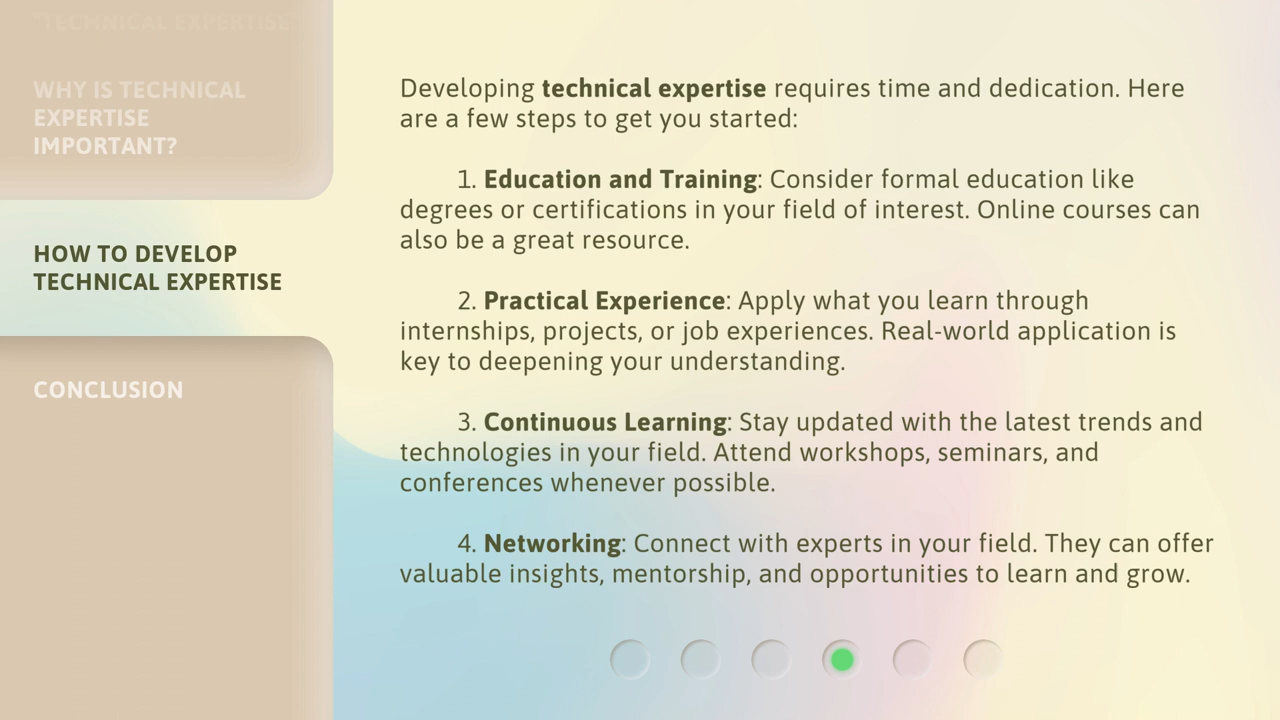 "TECHNICAL EXPERTISE"
WHY IS TECHNICAL
EXPERTISE
IMPORTANT?
HOW TO DEVELOP
TECHNICAL EXPERTISE
CONCLUSION
Developing technical expertise requires time and dedication. Here
are a few steps to get you started:
1. Education and Training: Consider formal education like
degrees or certifications in your field of interest. Online courses can
also be a great resource.
2. Practical Experience: Apply what you learn through
internships, projects, or job experiences. Real-world application is
key to deepening your understanding.
3. Continuous Learning: Stay updated with the latest trends and
technologies in your field. Attend workshops, seminars, and
conferences whenever possible.
4. Networking: Connect with experts in your field. They can offer
valuable insights, mentorship, and opportunities to learn and grow.